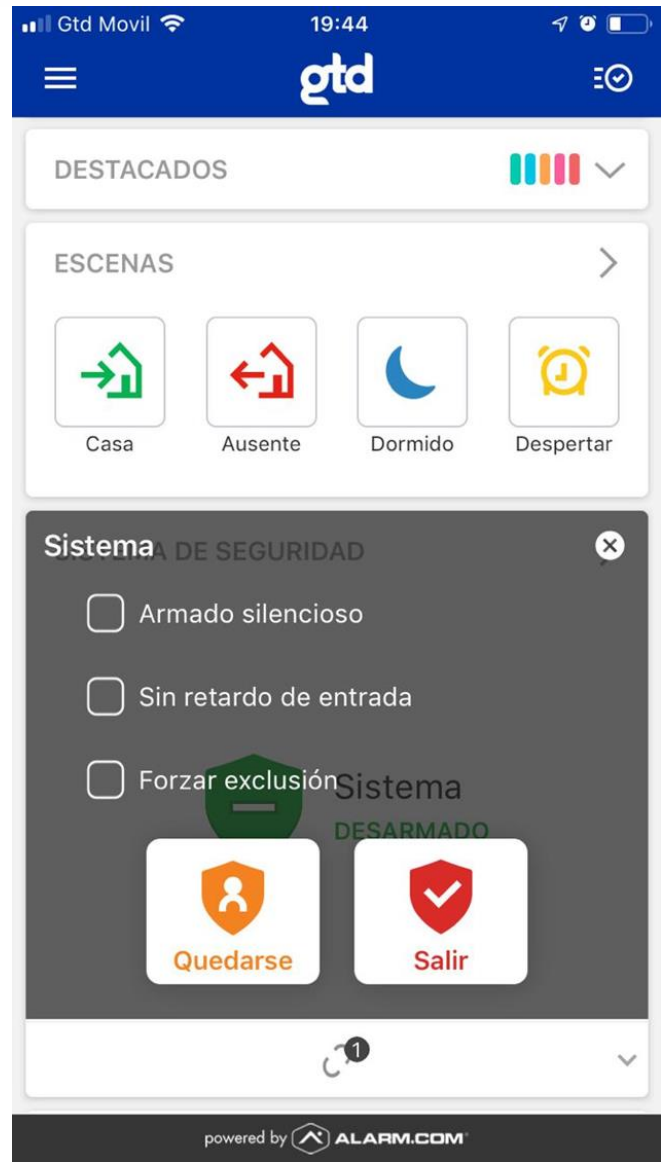 Gtd Movil 19:44
gtd
DESTACADOS
ESCENAS
Casa Ausente Dormido Despertar
SISTEMA DE SEGURIDAD
Sistema
Armado silencioso
Sin retardo de entrada
Forzar exclusión
Sistema
DESARMADO
Quedarse Salir
1
powered by ALARM.COM